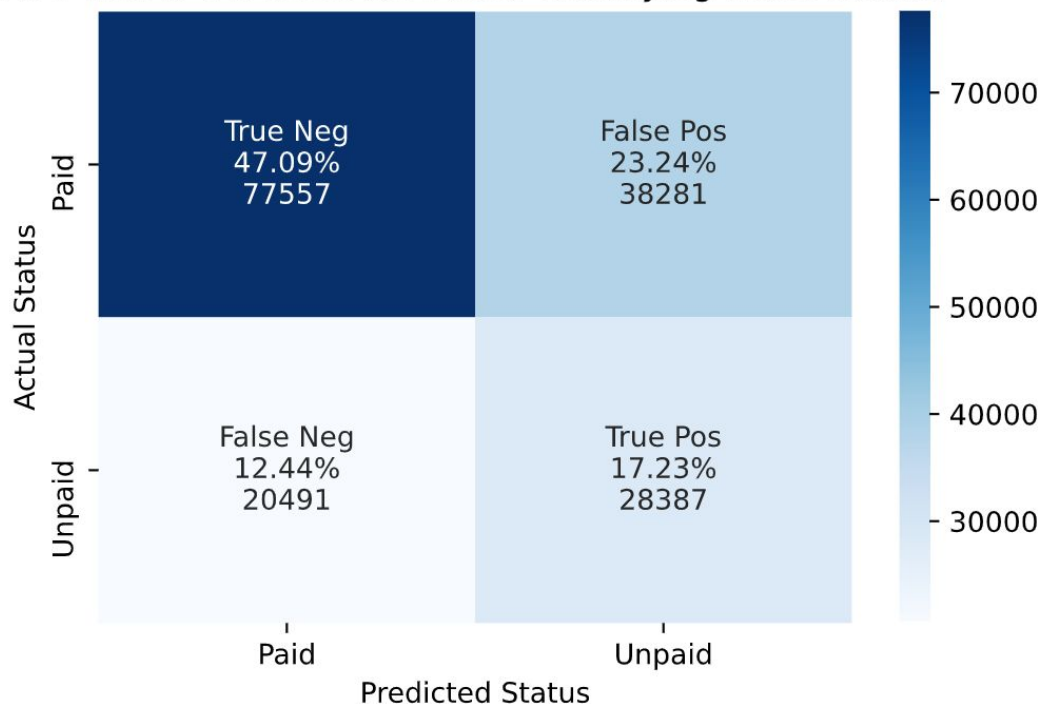 True Neg
47.09%
77557
False Pos
23.24%
38281
False Neg
12.44%
20491
True Pos
17.23%
28387
Paid
Unpaid
Actual Status
Paid
Unpaid
Predicted Status
70000
60000
50000
40000
30000